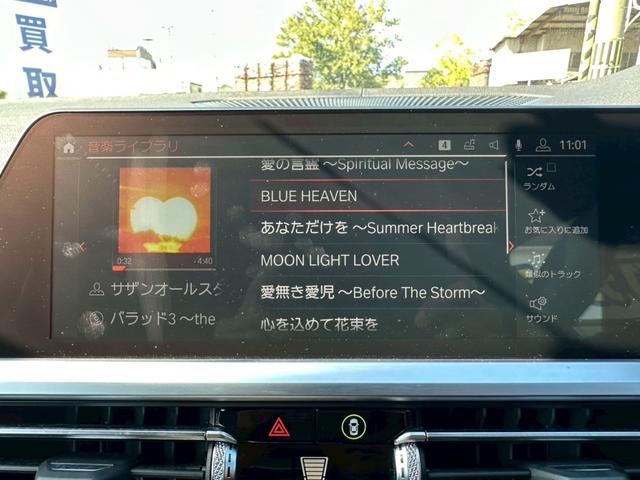 買取
音楽ライブラリ
4
11:01
愛の言霊 ～Spiritual Message～
BLUE HEAVEN
あなただけを ～Summer Heartbreak
MOON LIGHT LOVER
愛無き愛児 ～Before The Storm～
心を込めて花束を
0:32
-4:40
サザンオールスタ
バラッド3 ～the
ランダム
お気に入りに追加
類似のトラック
サウンド